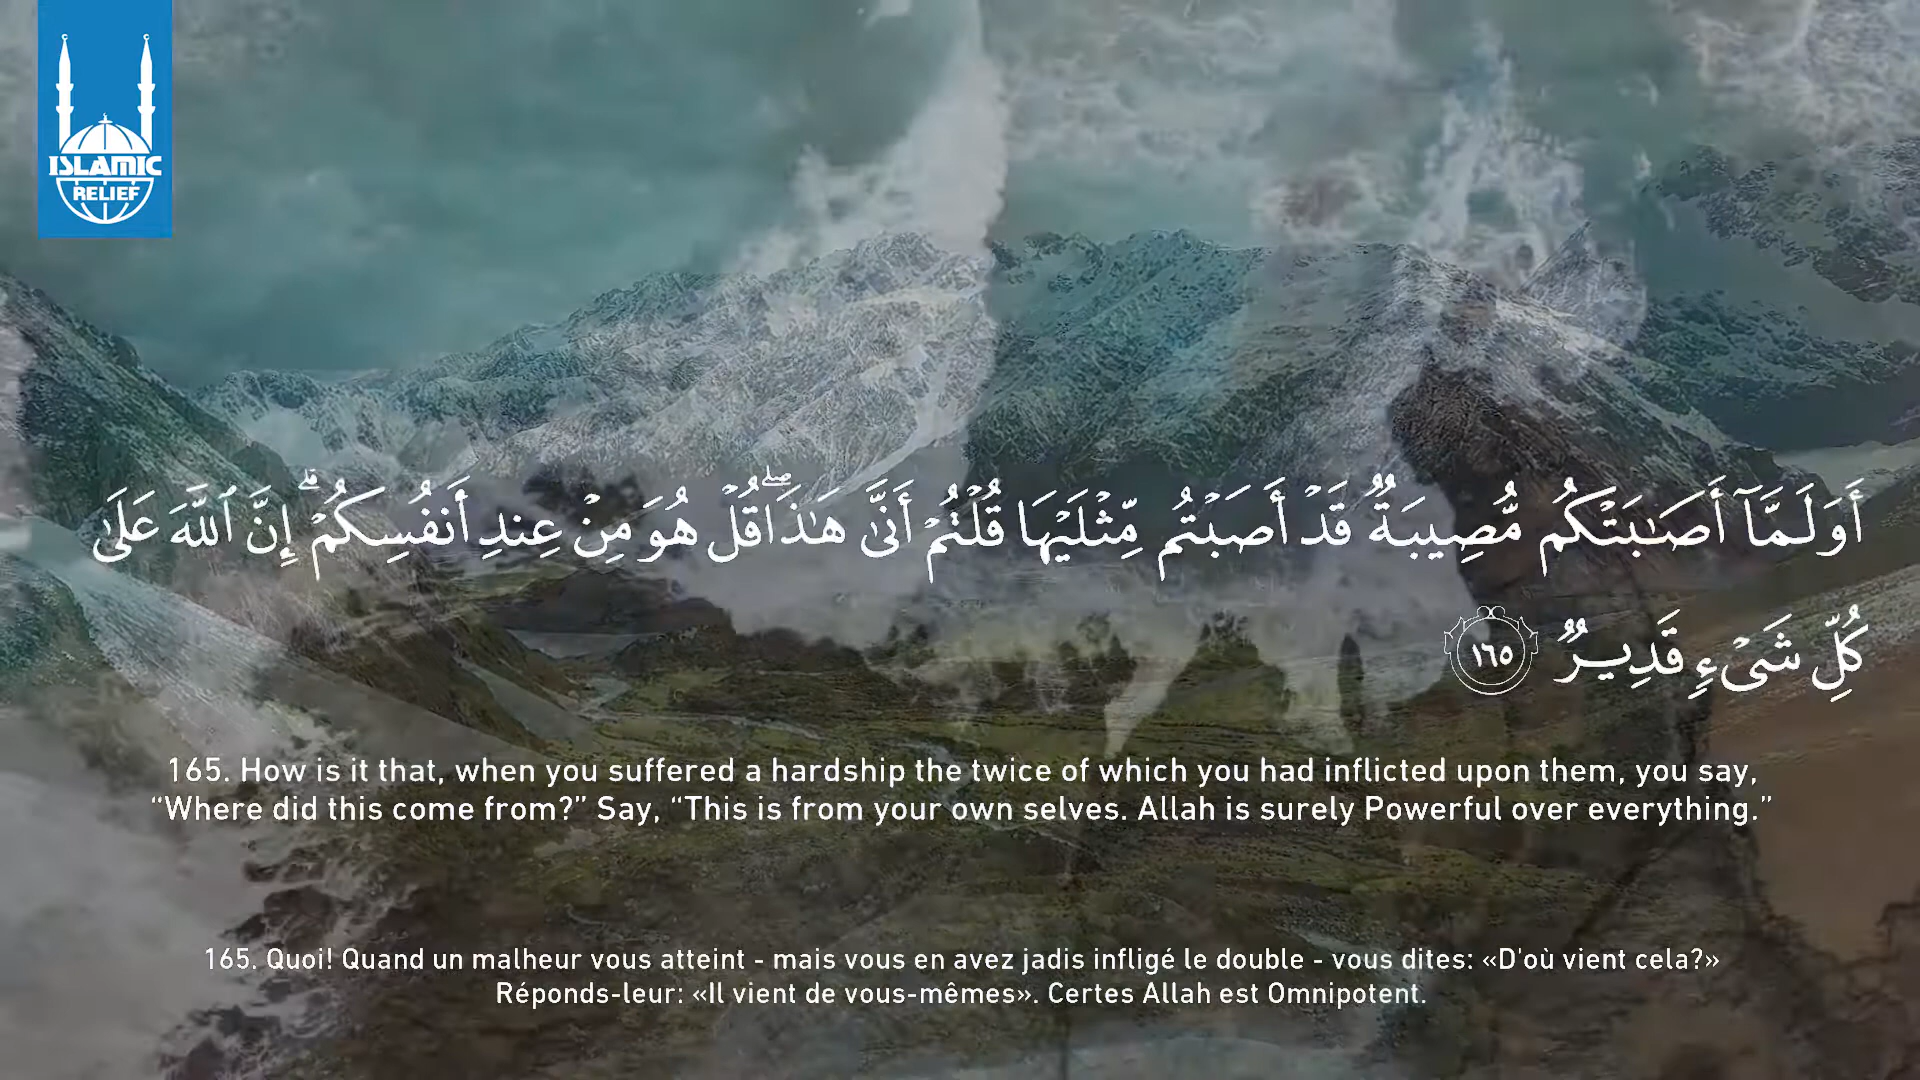 ISLAMIC
RELIEF
أَوَلَمَّآ أَصَـٰبَتْكُم مُّصِيبَةٌ قَدْ أَصَبْتُم مِّثْلَيْهَا قُلْتُمْ أَنَّىٰ هَـٰذَا ۖ قُلْ هُوَ مِنْ عِندِ أَنفُسِكُمْ ۗ إِنَّ ٱللَّهَ عَلَىٰ
كُلِّ شَىْءٍ قَدِيرٌ ١٦٥
165. How is it that, when you suffered a hardship the twice of which you had inflicted upon them, you say,
“Where did this come from?” Say, “This is from your own selves. Allah is surely Powerful over everything.”
165. Quoi! Quand un malheur vous atteint - mais vous en avez jadis infligé le double - vous dites: «D'où vient cela?»
Réponds-leur: «Il vient de vous-mêmes». Certes Allah est Omnipotent.